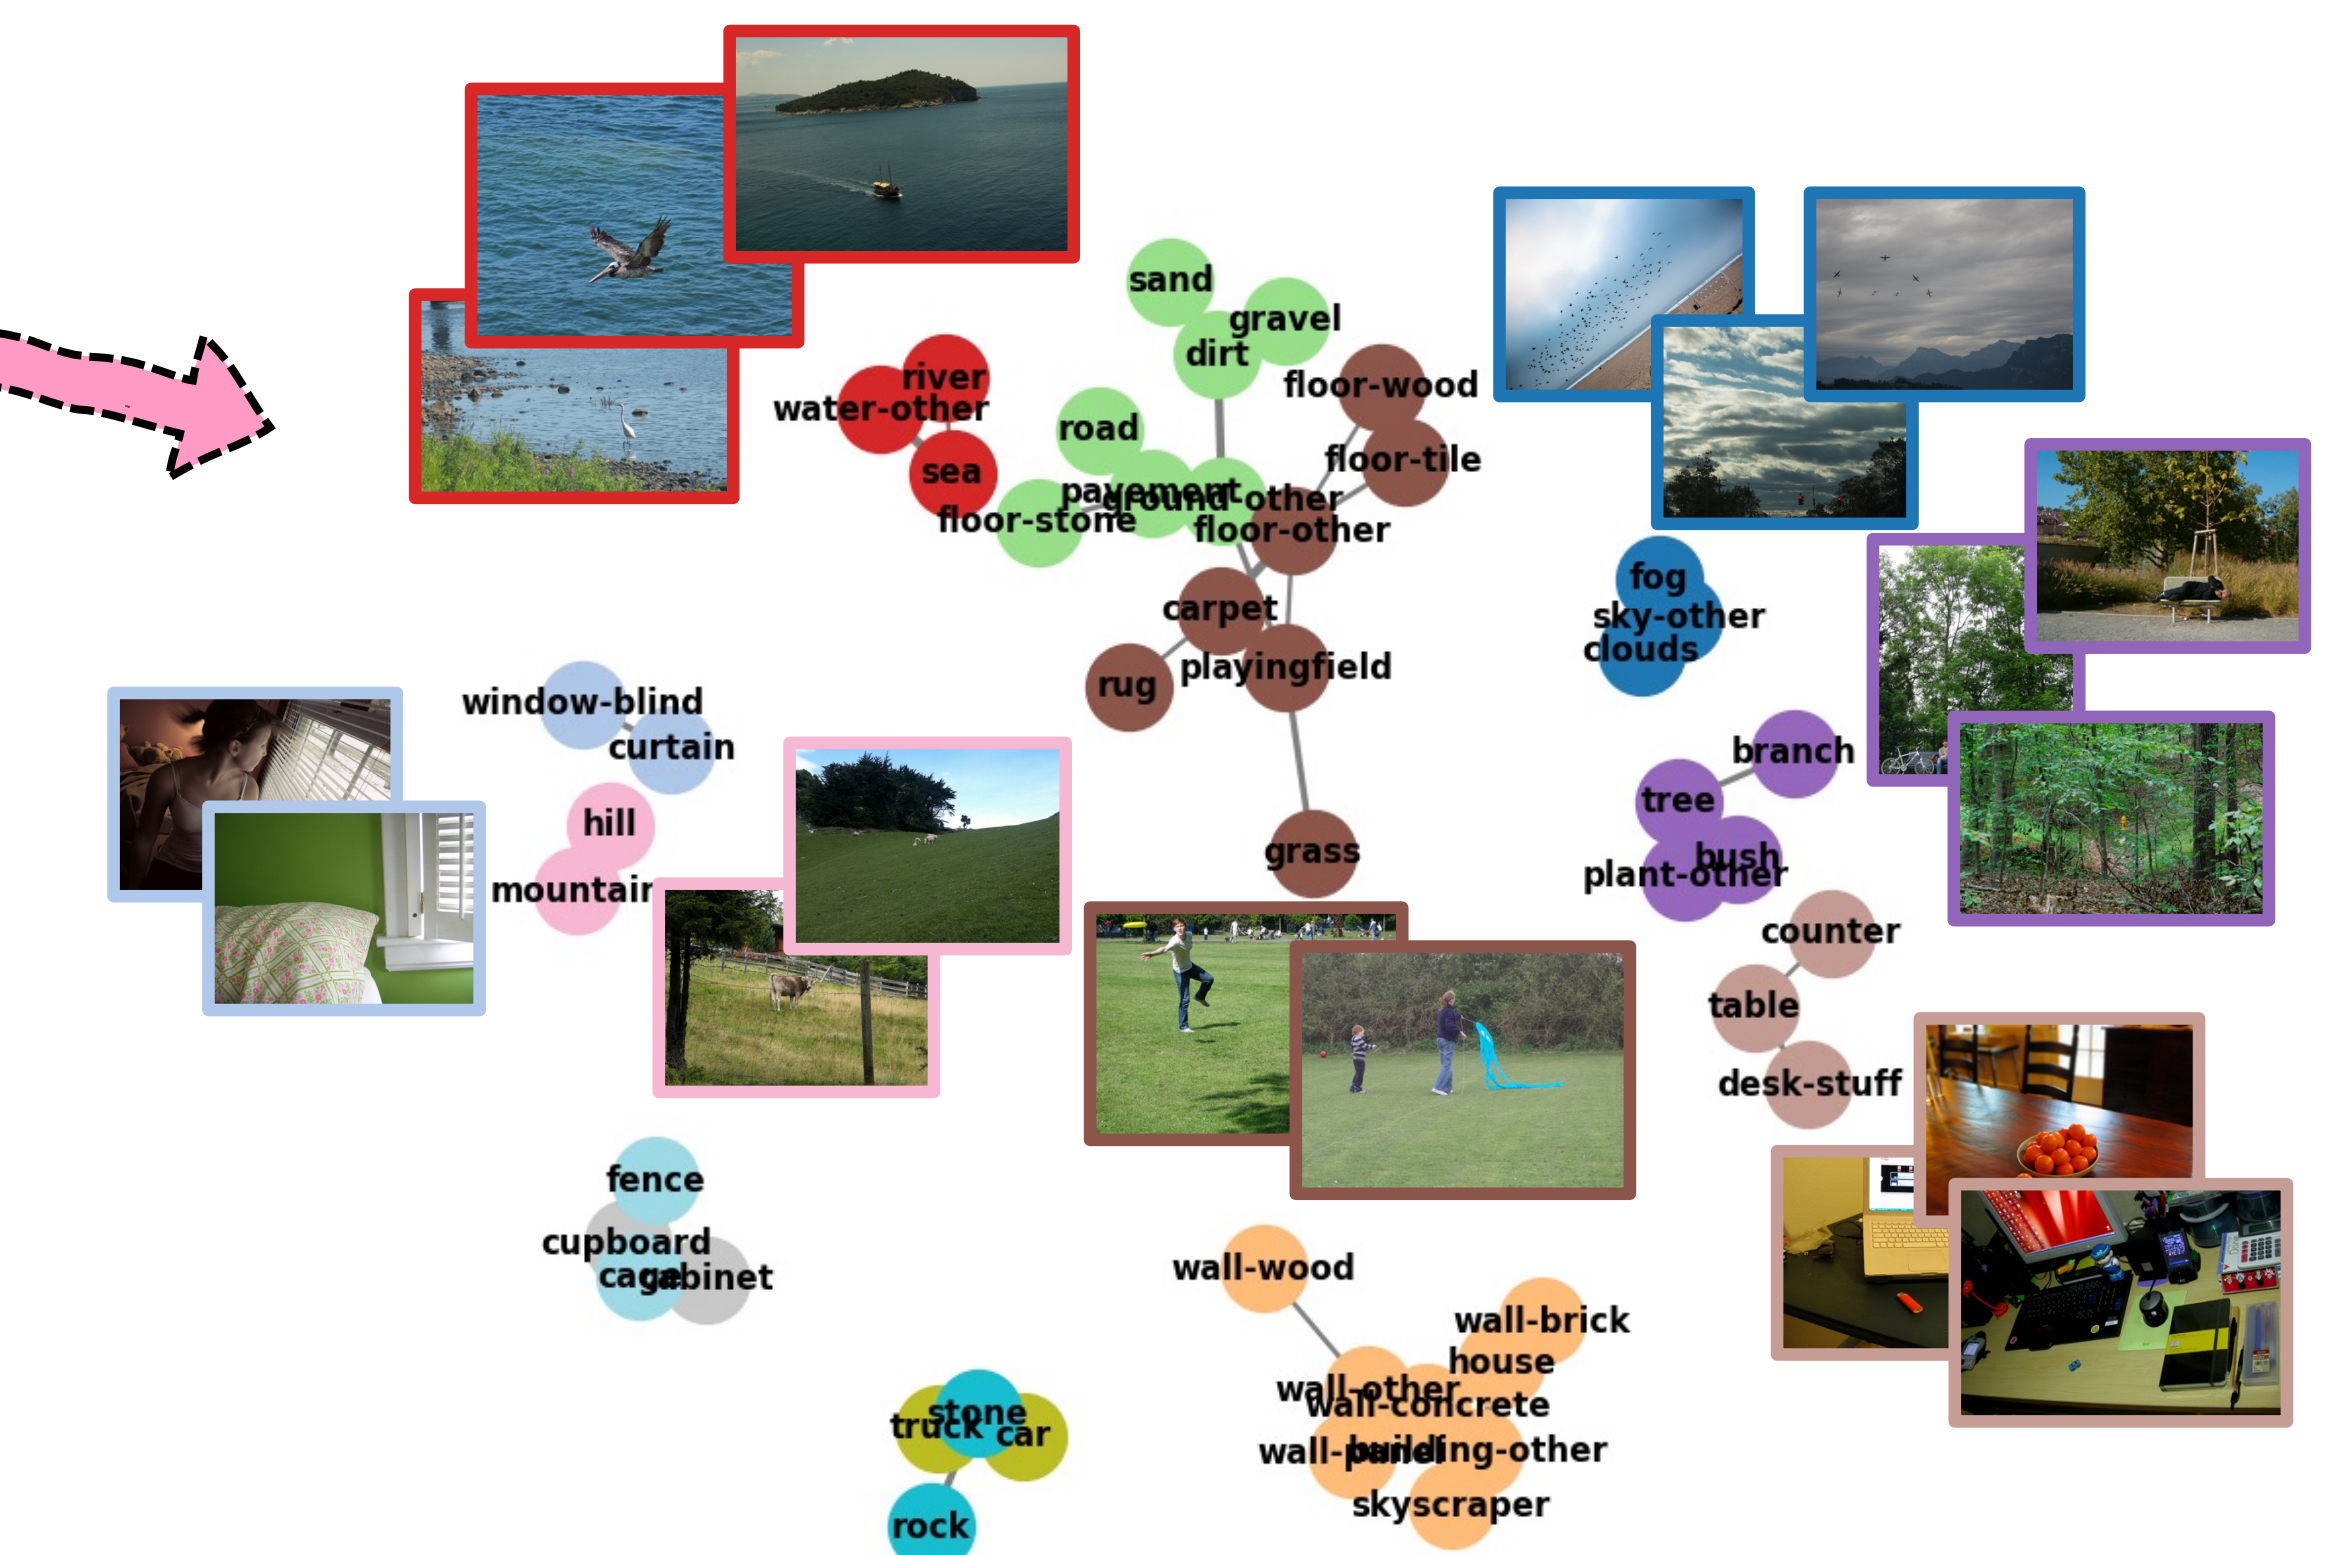 sand
gravel
dirt
river
water-other
sea
road
floor-wood
floor-tile
pavement
ground-other
floor-stone
floor-other
carpet
rug
playingfield
grass
fog
sky-other
clouds
window-blind
curtain
hill
mountain
branch
tree
bush
plant-other
counter
table
desk-stuff
fence
cupboard
cage
cabinet
wall-wood
wall-brick
house
wall-other
wall-concrete
wall-panel
building-other
skyscraper
stone
truck
car
rock